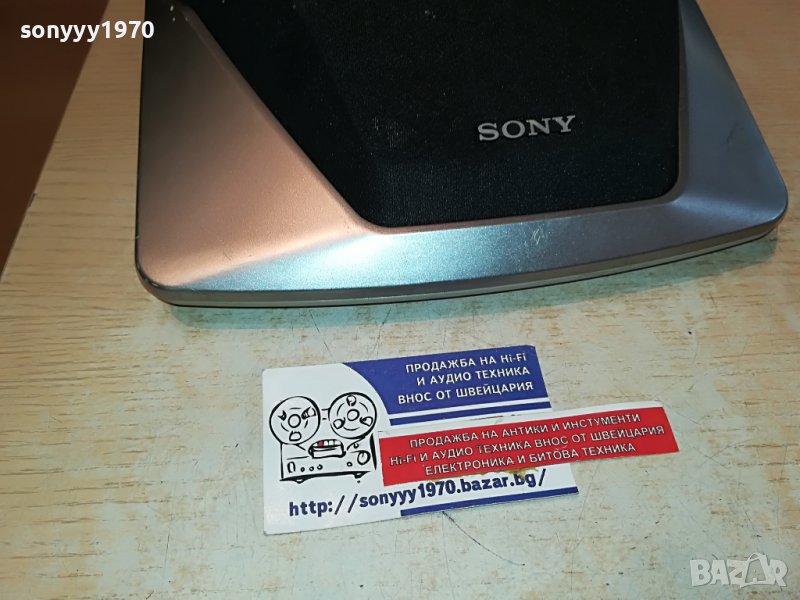 sonyyy1970
SONY
ПРОДАЖБА НА Hi-Fi
И АУДИО ТЕХНИКА
ВНОС ОТ ШВЕЙЦАРИЯ
ПРОДАЖБА НА АНТИКИ И ИНСТУМЕНТИ
Hi-Fi И АУДИО ТЕХНИКА ВНОС ОТ ШВЕЙЦАРИЯ
ЕЛЕКТРОНИКА И БИТОВА ТЕХНИКА
http://sonyyy1970.bazar.bg/
BAZAR